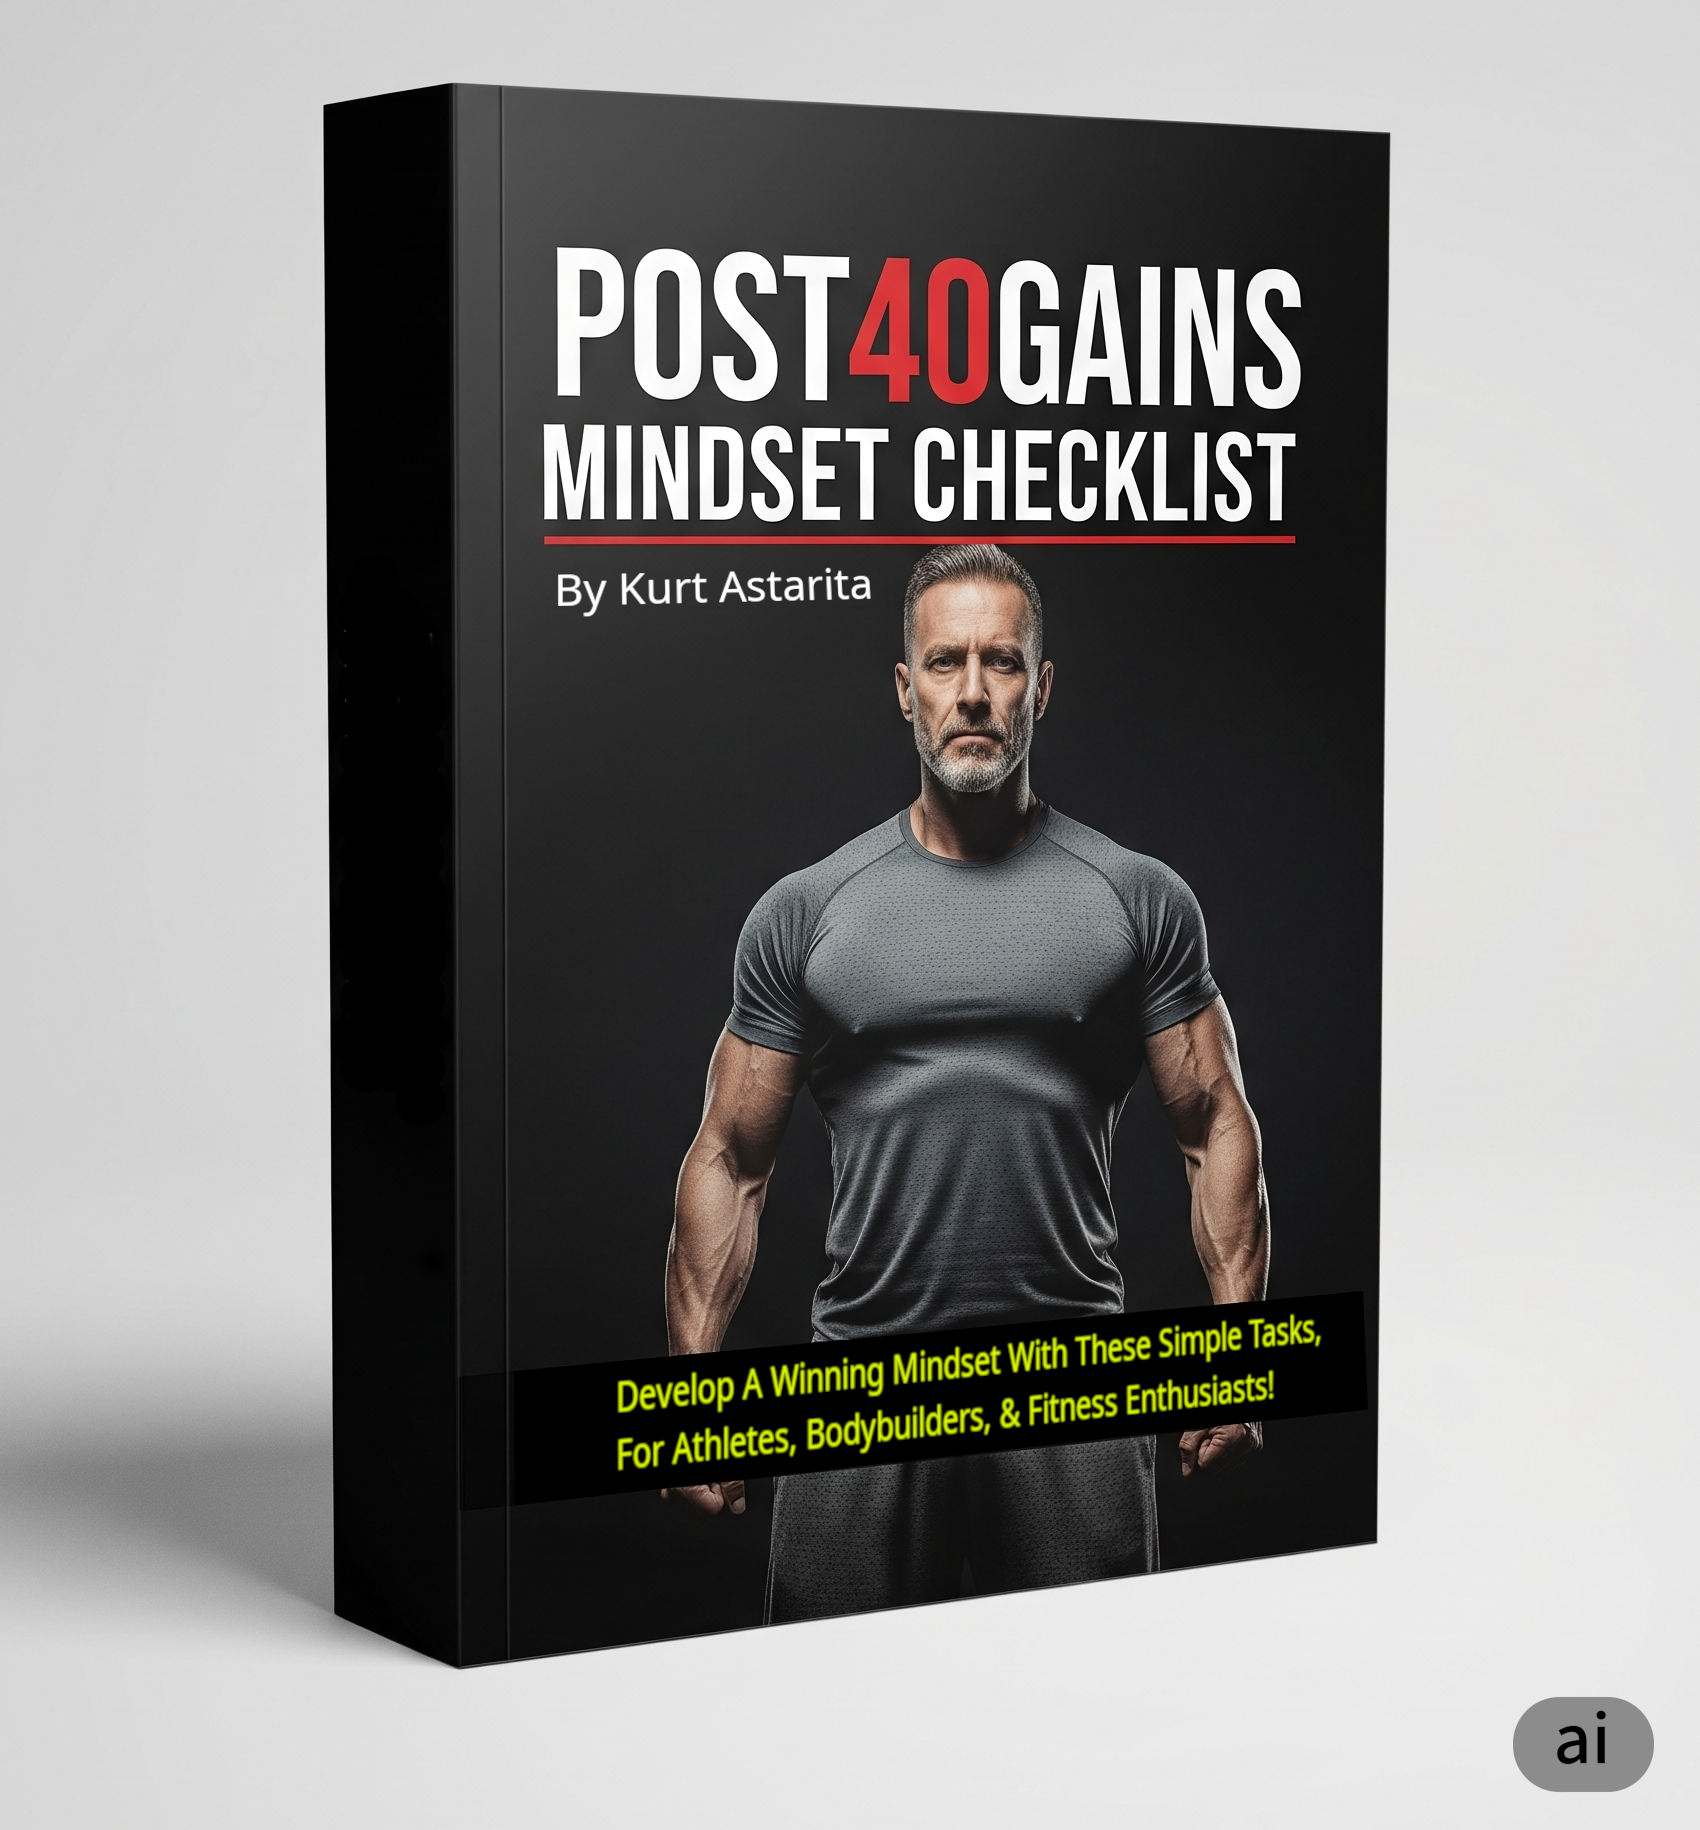 POST40GAINS
MINDSET CHECKLIST
By Kurt Astarita
Develop A Winning Mindset With These Simple Tasks,
For Athletes, Bodybuilders, & Fitness Enthusiasts!
ai